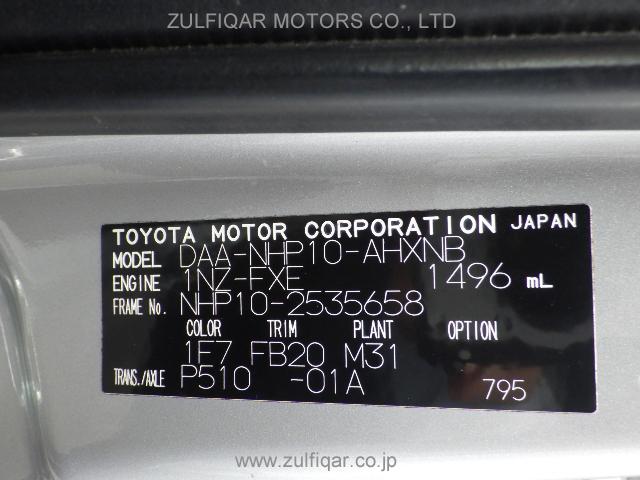 ZULFIQAR MOTORS CO., LTD
TOYOTA MOTOR CORPORATION JAPAN
MODEL DAA-NHP10-AHXNB
ENGINE 1NZ-FXE 1496 mL
FRAME No. NHP10-2535658
COLOR TRIM PLANT OPTION
1F7 FB20 M31
TRANS./AXLE P510 -01A 795
www.zulfiqar.co.jp